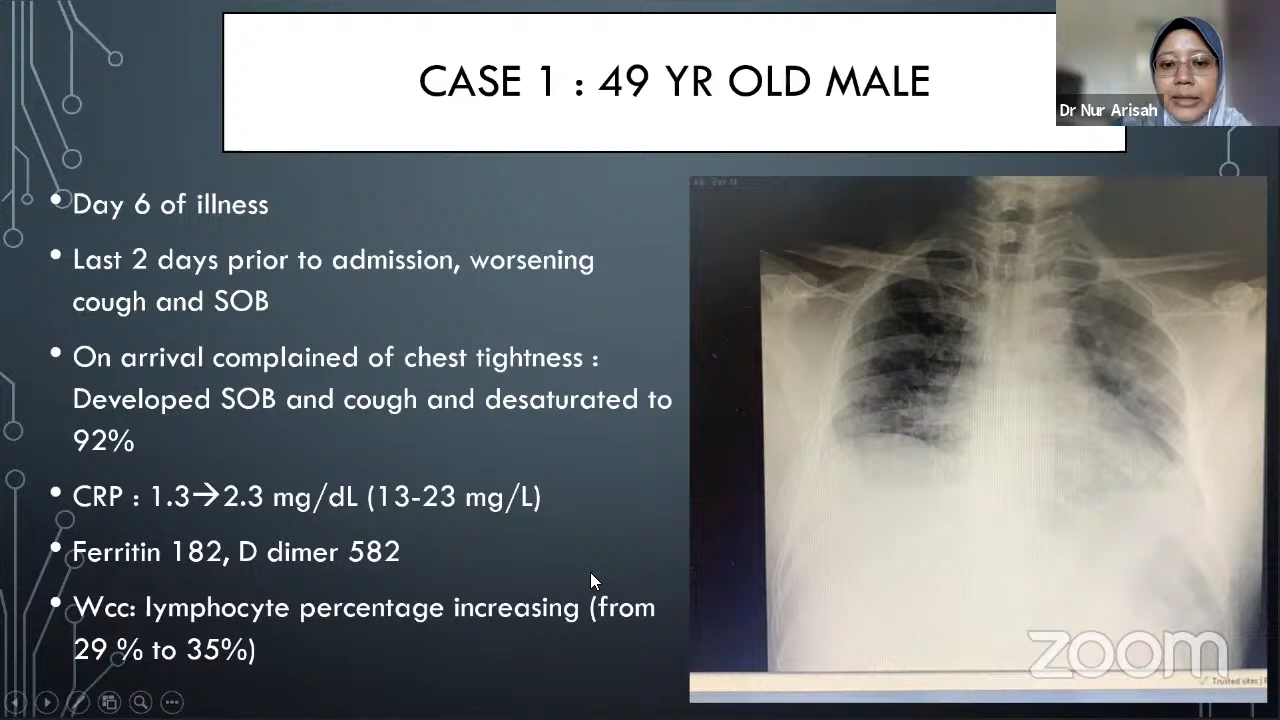 CASE 1 : 49 YR OLD MALE
Dr Nur Arisah
• Day 6 of illness
• Last 2 days prior to admission, worsening
cough and SOB
• On arrival complained of chest tightness :
Developed SOB and cough and desaturated to
92%
• CRP : 1.3→2.3 mg/dL (13-23 mg/L)
• Ferritin 182, D dimer 582
• Wcc: lymphocyte percentage increasing (from
29 % to 35%)
zoom
Trusted sites